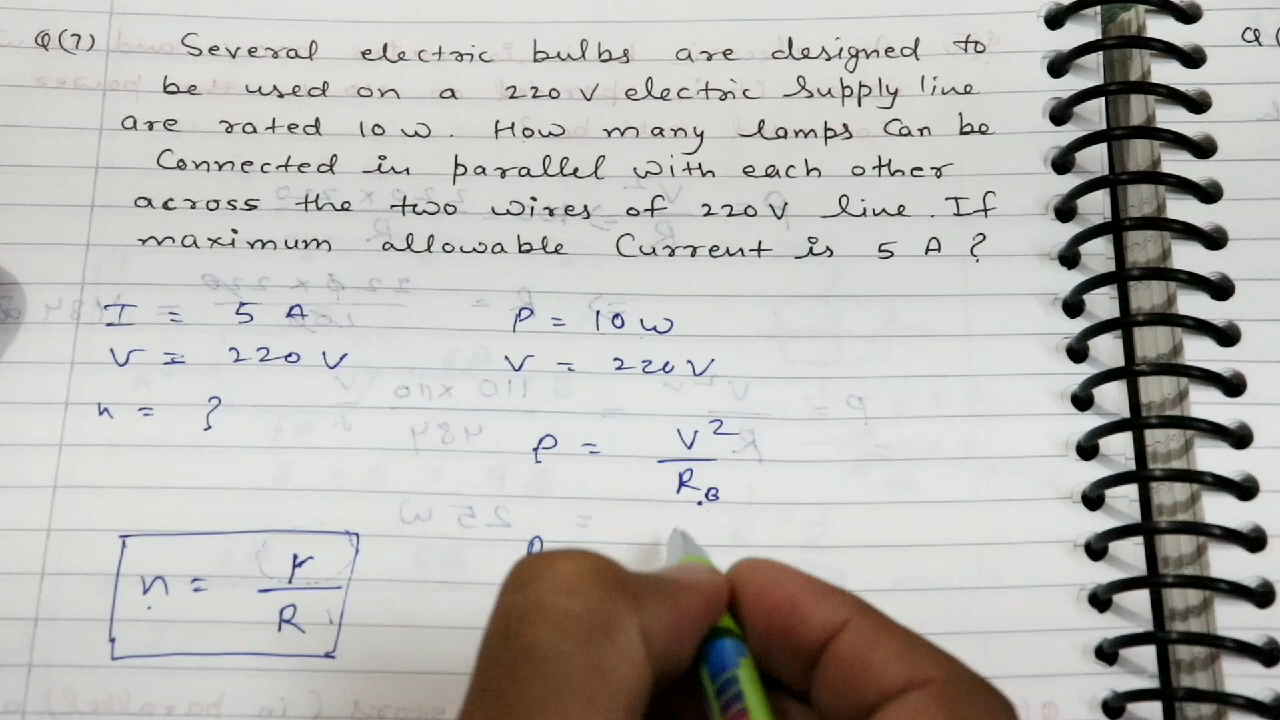 Q(7) Several electric bulbs are designed to
be used on a 220 V electric supply line
are rated 10 W. How many lamps can be
Connected in parallel with each other
across the two wires of 220 V line. If
maximum allowable Current is 5 A ?
I = 5 A
V = 220 V
n = ?
P = 10 W
V = 220 V
P = V²/R_B
n = r/R